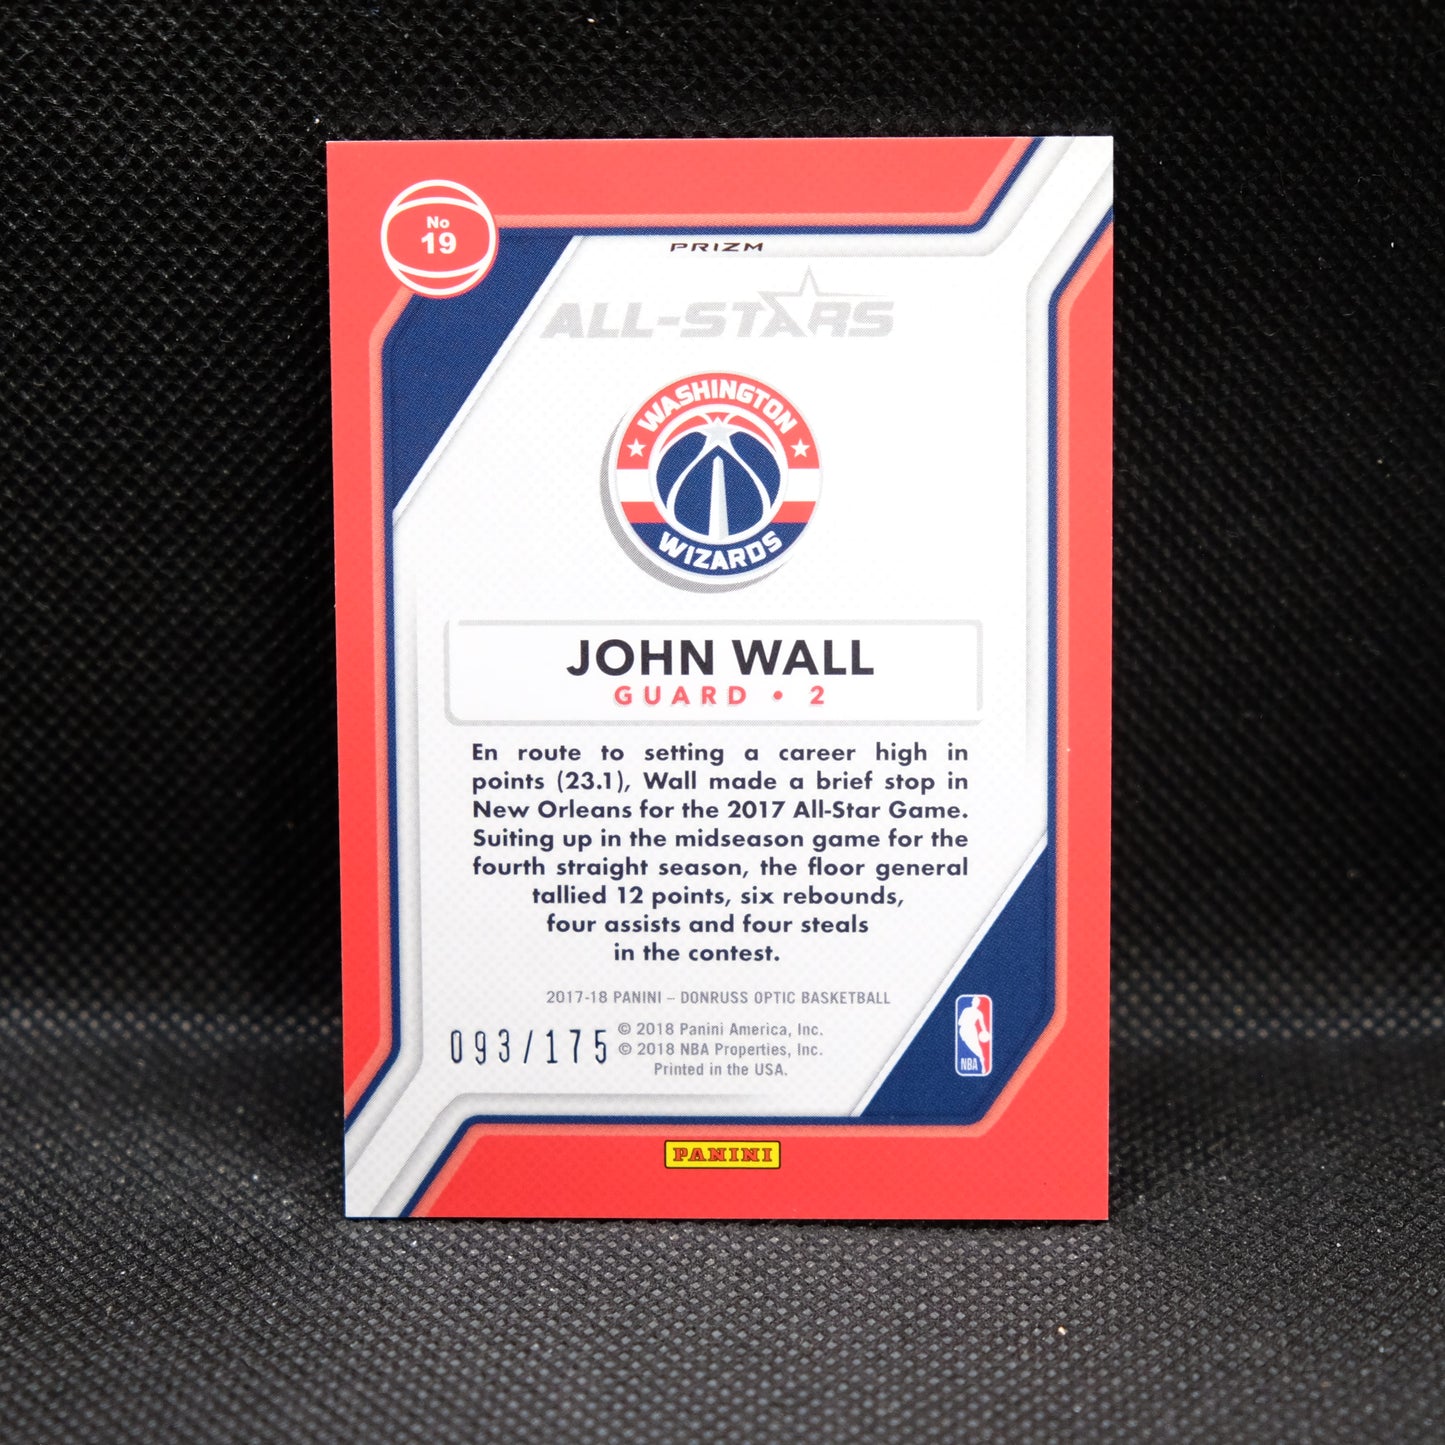 No
19
PRIZM
ALL-STARS
WASHINGTON
WIZARDS
JOHN WALL
GUARD • 2
En route to setting a career high in
points (23.1), Wall made a brief stop in
New Orleans for the 2017 All-Star Game.
Suiting up in the midseason game for the
fourth straight season, the floor general
tallied 12 points, six rebounds,
four assists and four steals
in the contest.
2017-18 PANINI – DONRUSS OPTIC BASKETBALL
093/175
© 2018 Panini America, Inc.
© 2018 NBA Properties, Inc.
Printed in the USA.
NBA
PANINI